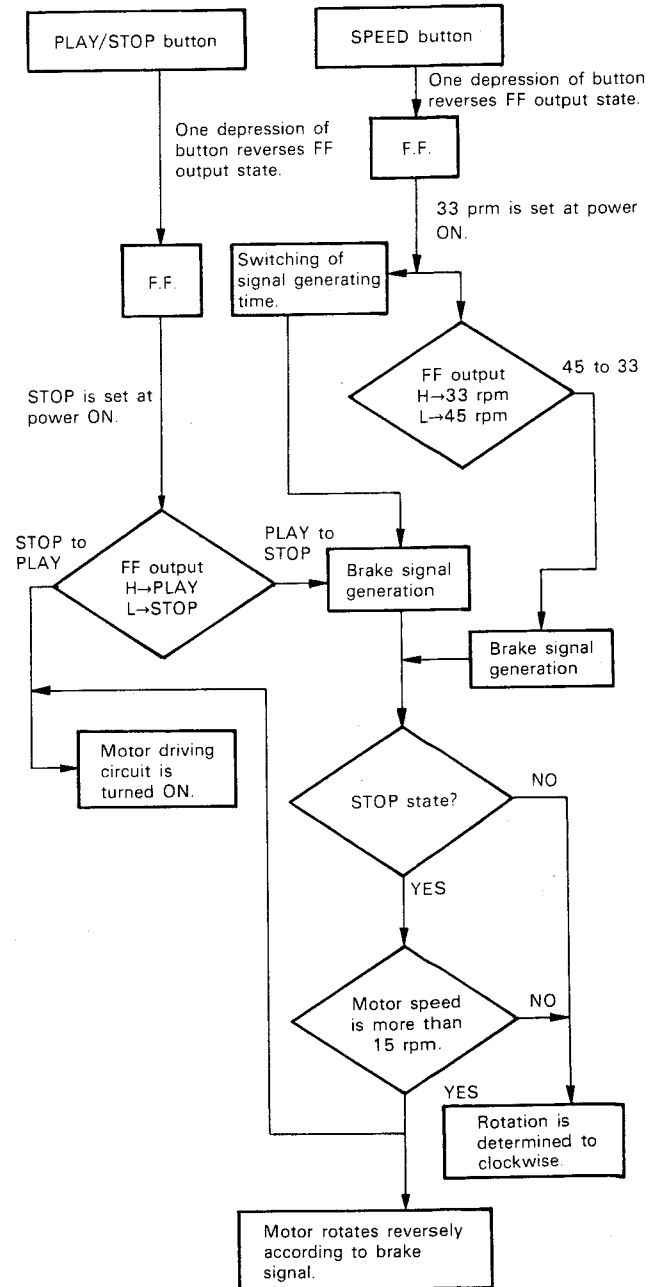 PLAY/STOP button
SPEED button
One depression of button
reverses FF output state.
One depression of
button reverses FF
output state.
F.F.
33 prm is set at power
ON.
F.F.
Switching of
signal generating
time.
FF output
H→33 rpm
L→45 rpm
45 to 33
STOP is set at
power ON.
STOP to
PLAY
FF output
H→PLAY
L→STOP
PLAY to
STOP
Brake signal
generation
Brake signal
generation
Motor driving
circuit is
turned ON.
STOP state?
NO
YES
Motor speed
is more than
15 rpm.
NO
YES
Rotation is
determined to
clockwise.
Motor rotates reversely
according to brake
signal.